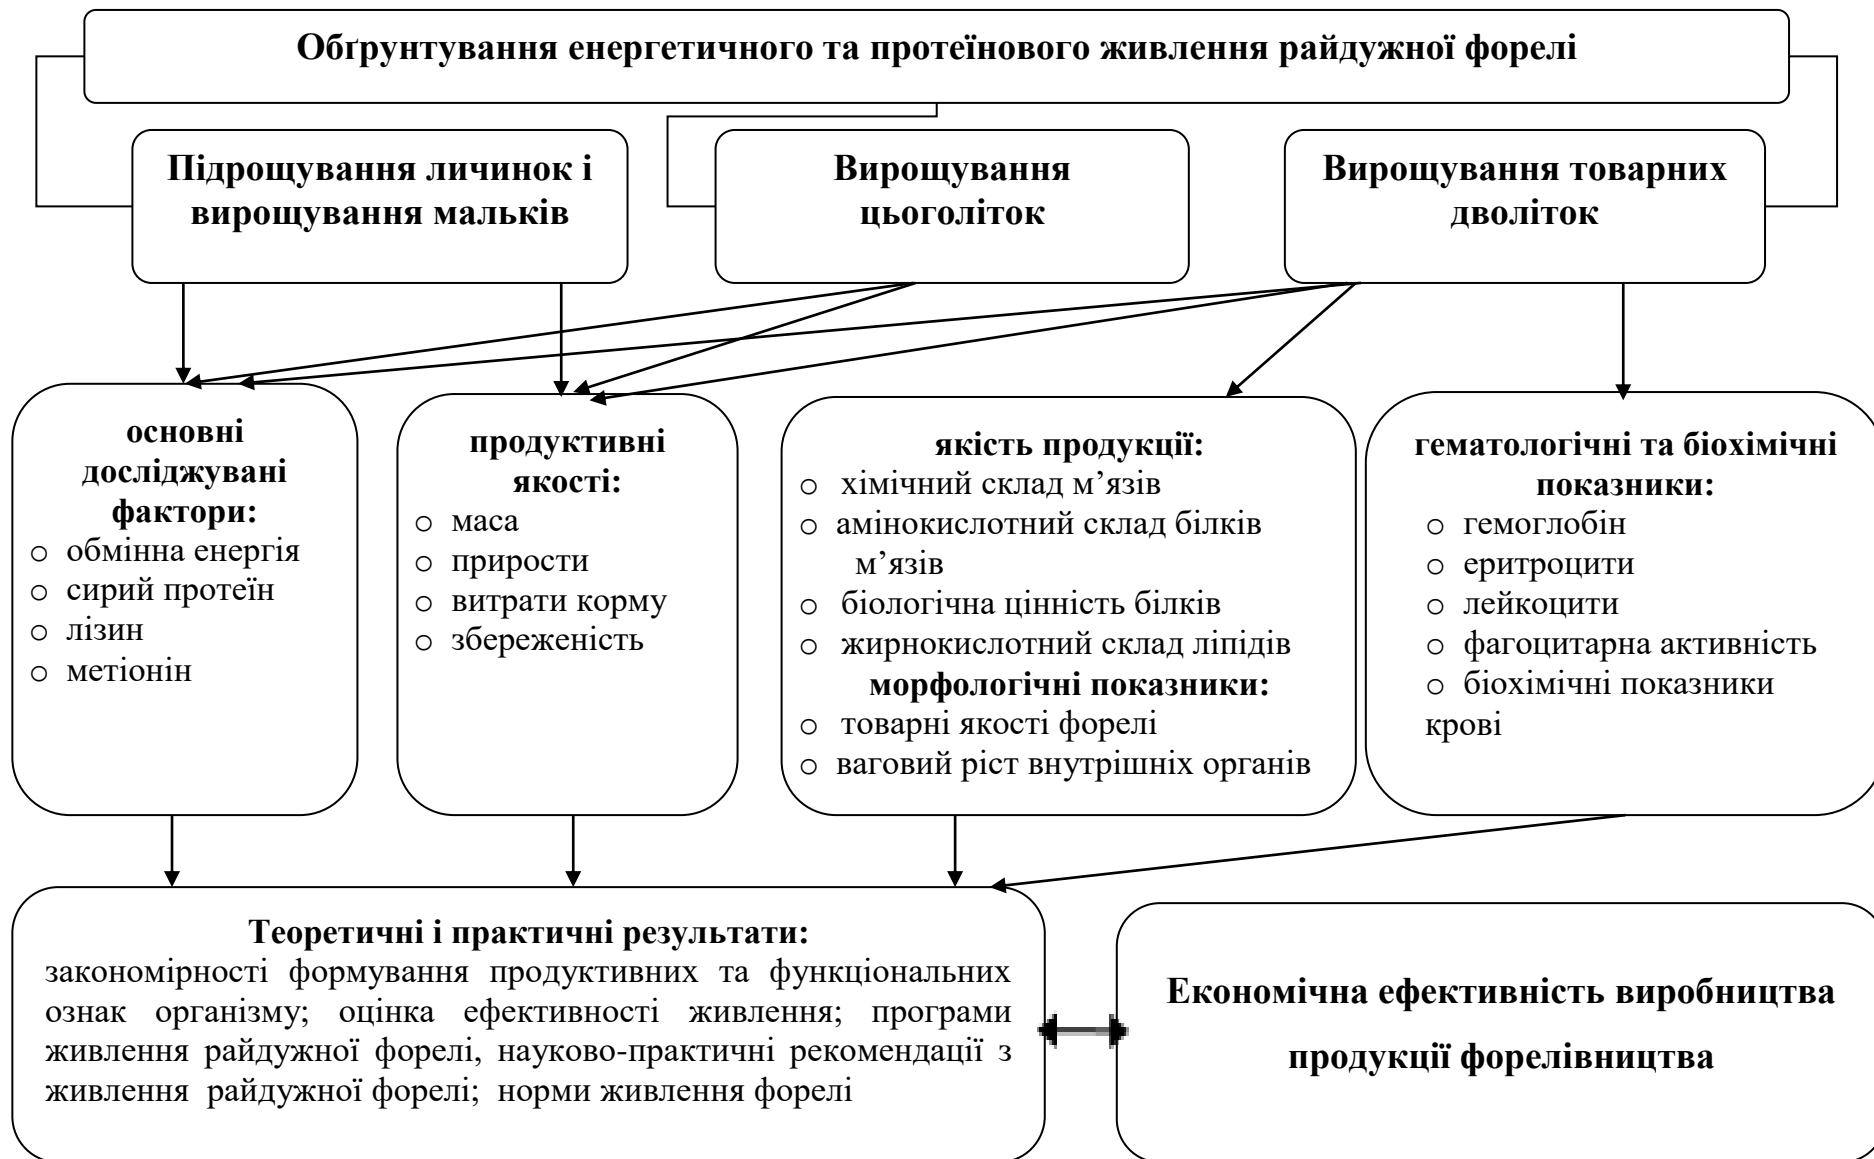 Обґрунтування енергетичного та протеїнового живлення райдужної форелі
Підрощування личинок і
вирощування мальків
Вирощування
цьоголіток
Вирощування товарних
дволіток
основні
досліджувані
фактори:
о обмінна енергія
о сирий протеїн
о лізин
о метіонін
продуктивні
якості:
о маса
о прирости
о витрати корму
о збереженість
якість продукції:
о хімічний склад м’язів
о амінокислотний склад білків
м’язів
о біологічна цінність білків
о жирнокислотний склад ліпідів
морфологічні показники:
о товарні якості форелі
о ваговий ріст внутрішніх органів
гематологічні та біохімічні
показники:
о гемоглобін
о еритроцити
о лейкоцити
о фагоцитарна активність
о біохімічні показники
крові
Теоретичні і практичні результати:
закономірності формування продуктивних та функціональних
ознак організму; оцінка ефективності живлення; програми
живлення райдужної форелі, науково-практичні рекомендації з
живлення райдужної форелі; норми живлення форелі
Економічна ефективність виробництва
продукції форелівництва